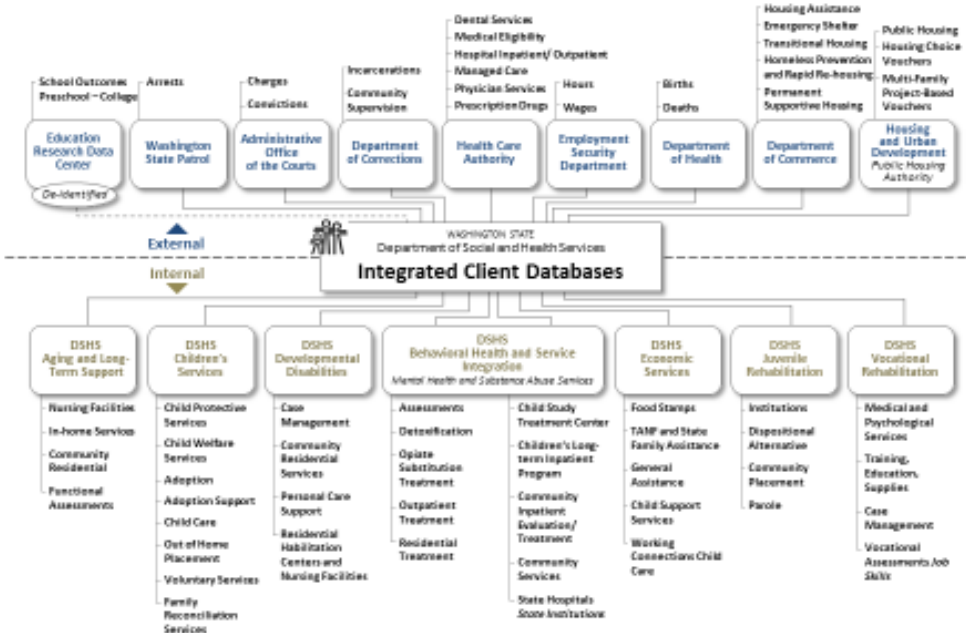 School Outcomes
Preschool – College
Arrests
Charges
Convictions
Incarcerations
Community
Supervision
Dental Services
Medical Eligibility
Hospital Inpatient/ Outpatient
Managed Care
Physician Services
Prescription Drugs
Hours
Wages
Births
Deaths
Housing Assistance
Emergency Shelter
Transitional Housing
Homeless Prevention
and Rapid Re-housing
Permanent
Supportive Housing
Public Housing
Housing Choice
Vouchers
Multi-Family
Project-Based
Vouchers
Education
Research Data
Center
De-identified
Washington
State Patrol
Administrative
Office
of the Courts
Department
of Corrections
Health Care
Authority
Employment
Security
Department
Department
of Health
Department
of Commerce
Housing
and Urban
Development
Public Housing
Authority
External
Internal
WASHINGTON STATE
Department of Social and Health Services
Integrated Client Databases
DSHS
Aging and Long-
Term Support
Nursing Facilities
In-home Services
Community
Residential
Functional
Assessments
DSHS
Children's
Services
Child Protective
Services
Child Welfare
Services
Adoption
Adoption Support
Child Care
Out of Home
Placement
Voluntary Services
Family
Reconciliation
Services
DSHS
Developmental
Disabilities
Case
Management
Community
Residential
Services
Personal Care
Support
Residential
Habilitation
Centers and
Nursing Facilities
DSHS
Behavioral Health and Service
Integration
Mental Health and Substance Abuse Services
Assessments
Detoxification
Opiate
Substitution
Treatment
Outpatient
Treatment
Residential
Treatment
Child Study
Treatment Center
Children's Long-
term Inpatient
Program
Community
Inpatient
Evaluation/
Treatment
Community
Services
State Hospitals
State Institutions
DSHS
Economic
Services
Food Stamps
TANF and State
Family Assistance
General
Assistance
Child Support
Services
Working
Connections Child
Care
DSHS
Juvenile
Rehabilitation
Institutions
Dispositional
Alternative
Community
Placement
Parole
DSHS
Vocational
Rehabilitation
Medical and
Psychological
Services
Training,
Education,
Supplies
Case
Management
Vocational
Assessments Job
Skills